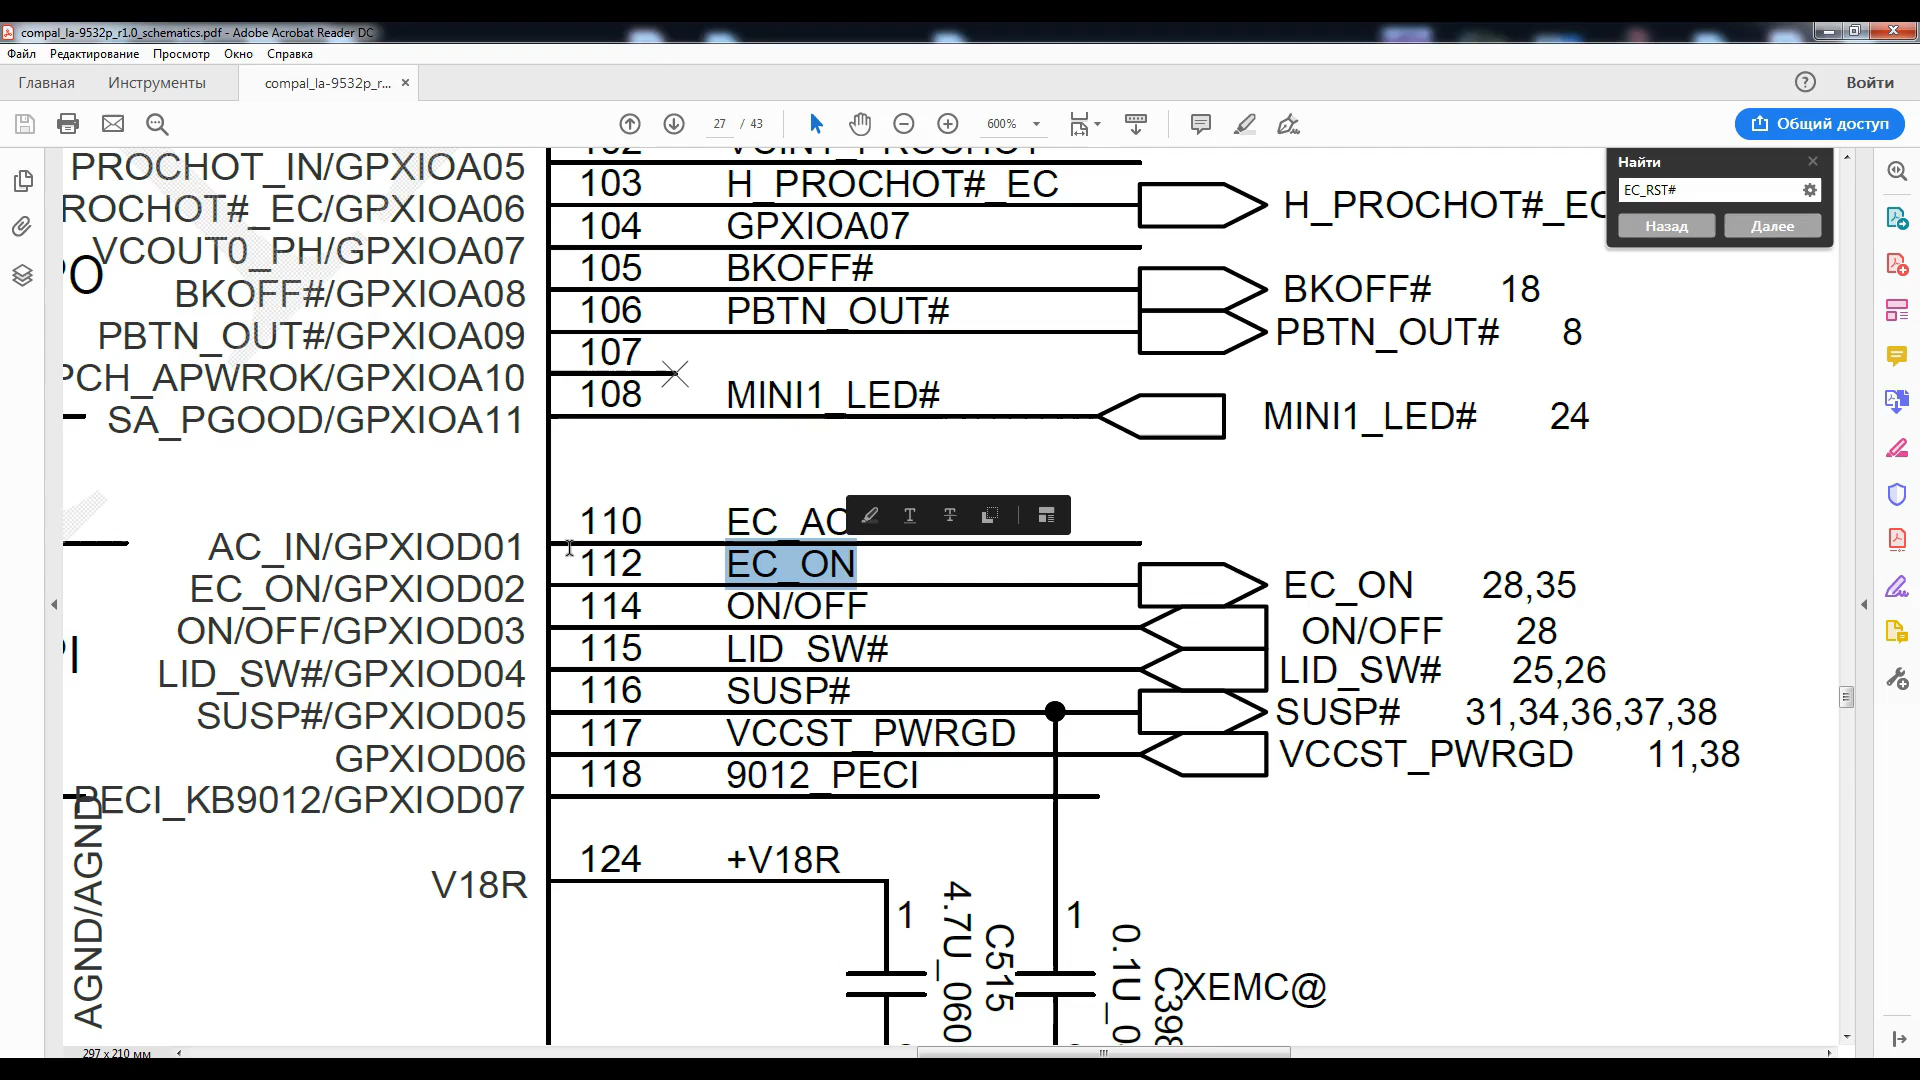 compal_la-9532p_r1.0_schematics.pdf - Adobe Acrobat Reader DC
Файл Редактирование Просмотр Окно Справка
Главная Инструменты compal_la-9532p_r... × Войти
27 / 43 600% Общий доступ
Найти
EC_RST#
Назад Далее
PROCHOT_IN/GPXIOA05
ROCHOT#_EC/GPXIOA06 103 H_PROCHOT#_EC H_PROCHOT#_EC
VCOUT0_PH/GPXIOA07 104 GPXIOA07
BKOFF#/GPXIOA08 105 BKOFF# BKOFF# 18
PBTN_OUT#/GPXIOA09 106 PBTN_OUT# PBTN_OUT# 8
PCH_APWROK/GPXIOA10 107
SA_PGOOD/GPXIOA11 108 MINI1_LED# MINI1_LED# 24
AC_IN/GPXIOD01 110 EC_AC
EC_ON/GPXIOD02 112 EC_ON EC_ON 28,35
ON/OFF/GPXIOD03 114 ON/OFF ON/OFF 28
LID_SW#/GPXIOD04 115 LID_SW# LID_SW# 25,26
SUSP#/GPXIOD05 116 SUSP# SUSP# 31,34,36,37,38
GPXIOD06 117 VCCST_PWRGD VCCST_PWRGD 11,38
PECI_KB9012/GPXIOD07 118 9012_PECI
V18R 124 +V18R
AGND/AGND
1 4.7U_060 C515
1 0.1U_0 C398
XEMC@
297 x 210 мм